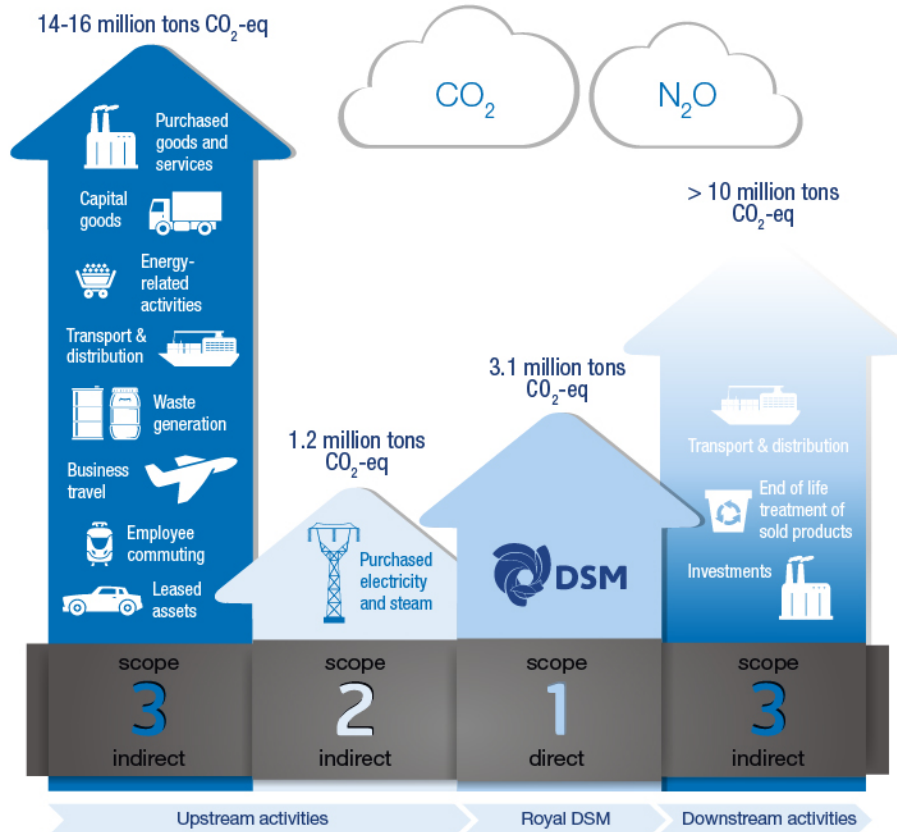 14-16 million tons CO₂-eq
Purchased
goods and
services
Capital
goods
Energy-
related
activities
Transport &
distribution
Waste
generation
Business
travel
Employee
commuting
Leased
assets
scope
3
indirect
1.2 million tons
CO₂-eq
Purchased
electricity
and steam
scope
2
indirect
CO₂
N₂O
3.1 million tons
CO₂-eq
DSM
scope
1
direct
> 10 million tons
CO₂-eq
Transport & distribution
End of life
treatment of
sold products
Investments
scope
3
indirect
Upstream activities
Royal DSM
Downstream activities